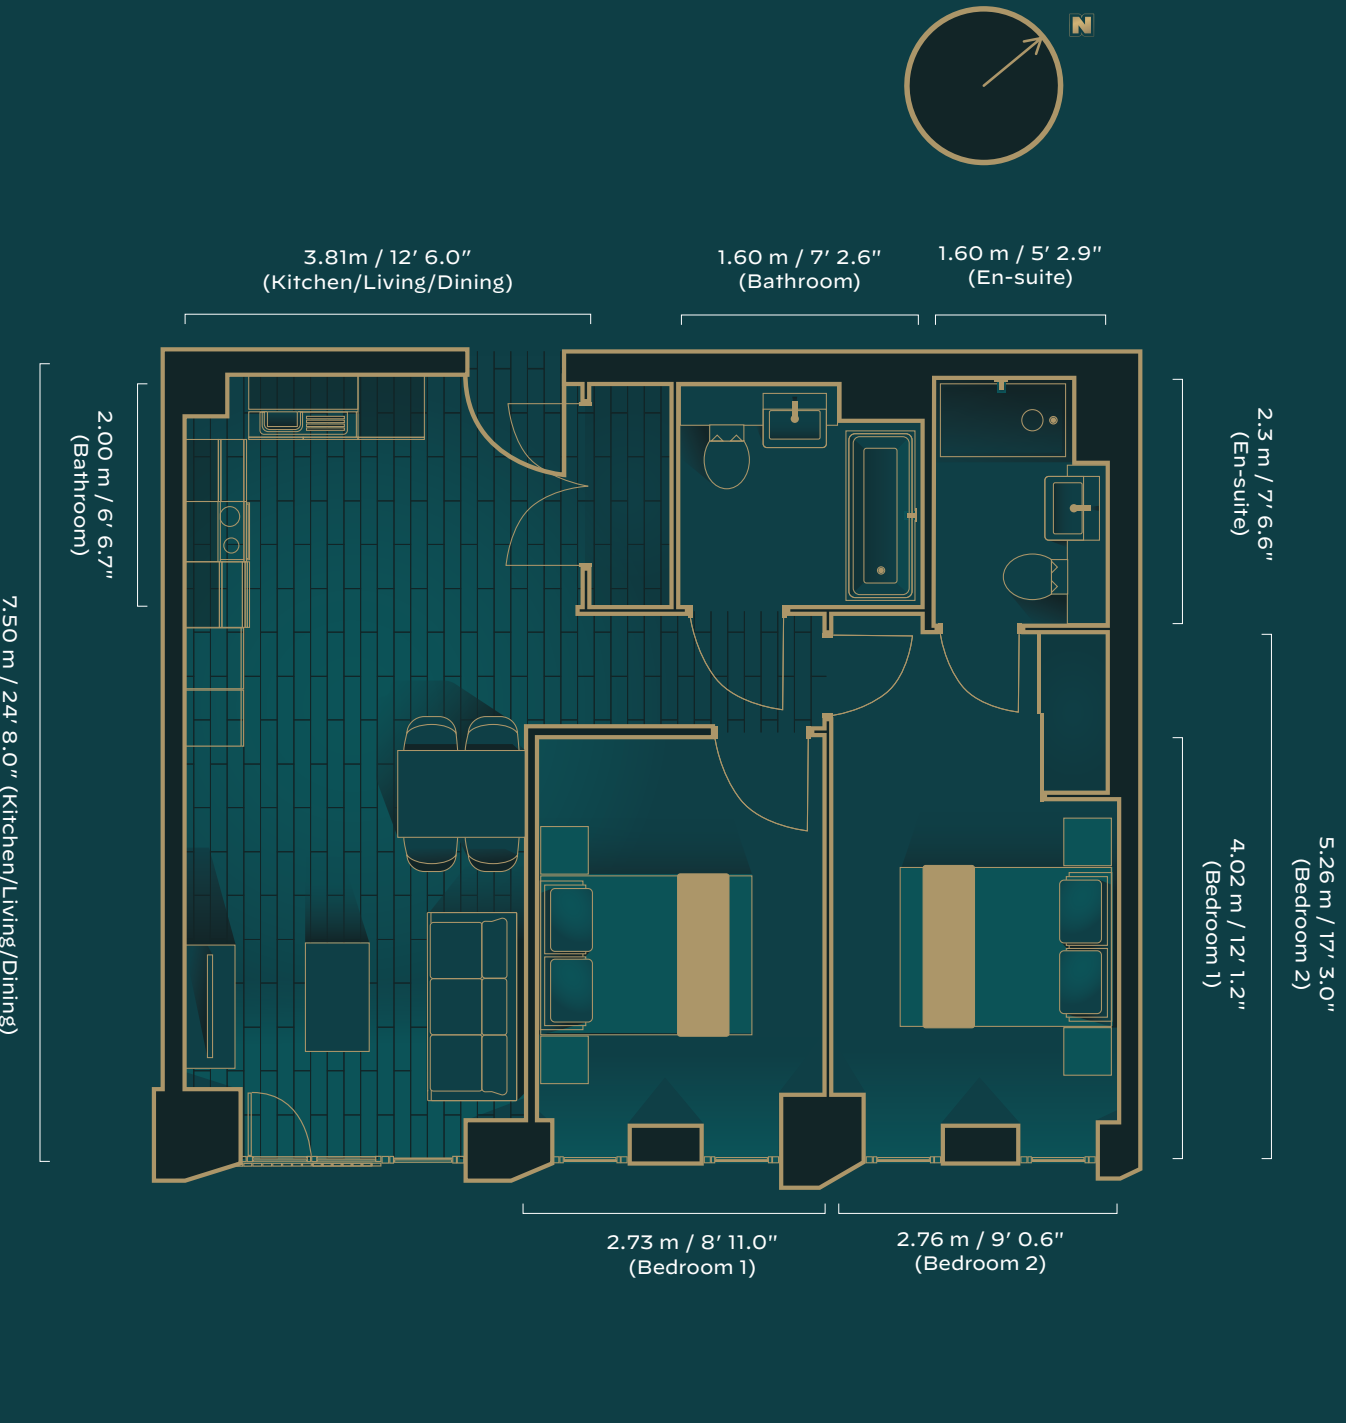 N
3.81m / 12′ 6.0″
(Kitchen/Living/Dining)
1.60 m / 7′ 2.6″
(Bathroom)
1.60 m / 5′ 2.9″
(En-suite)
2.00 m / 6′ 6.7″
(Bathroom)
2.3 m / 7′ 6.6″
(En-suite)
7.50 m / 24′ 8.0″ (Kitchen/Living/Dining)
4.02 m / 12′ 1.2″
(Bedroom 1)
5.26 m / 17′ 3.0″
(Bedroom 2)
2.73 m / 8′ 11.0″
(Bedroom 1)
2.76 m / 9′ 0.6″
(Bedroom 2)